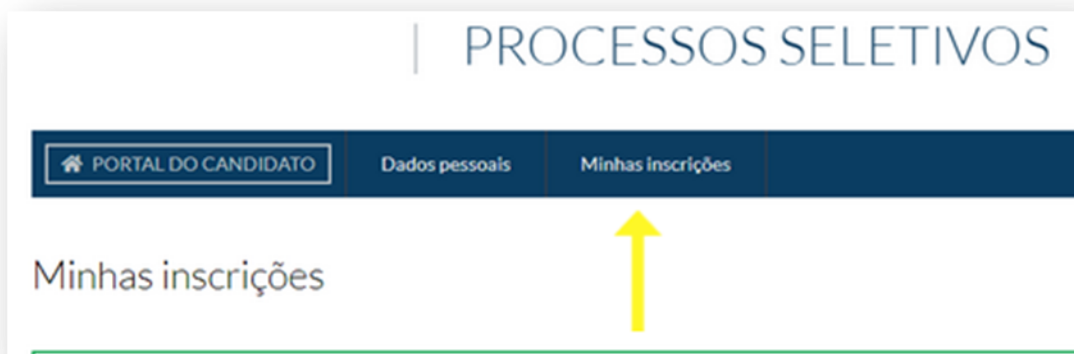 PROCESSOS SELETIVOS
PORTAL DO CANDIDATO Dados pessoais Minhas inscrições
Minhas inscrições